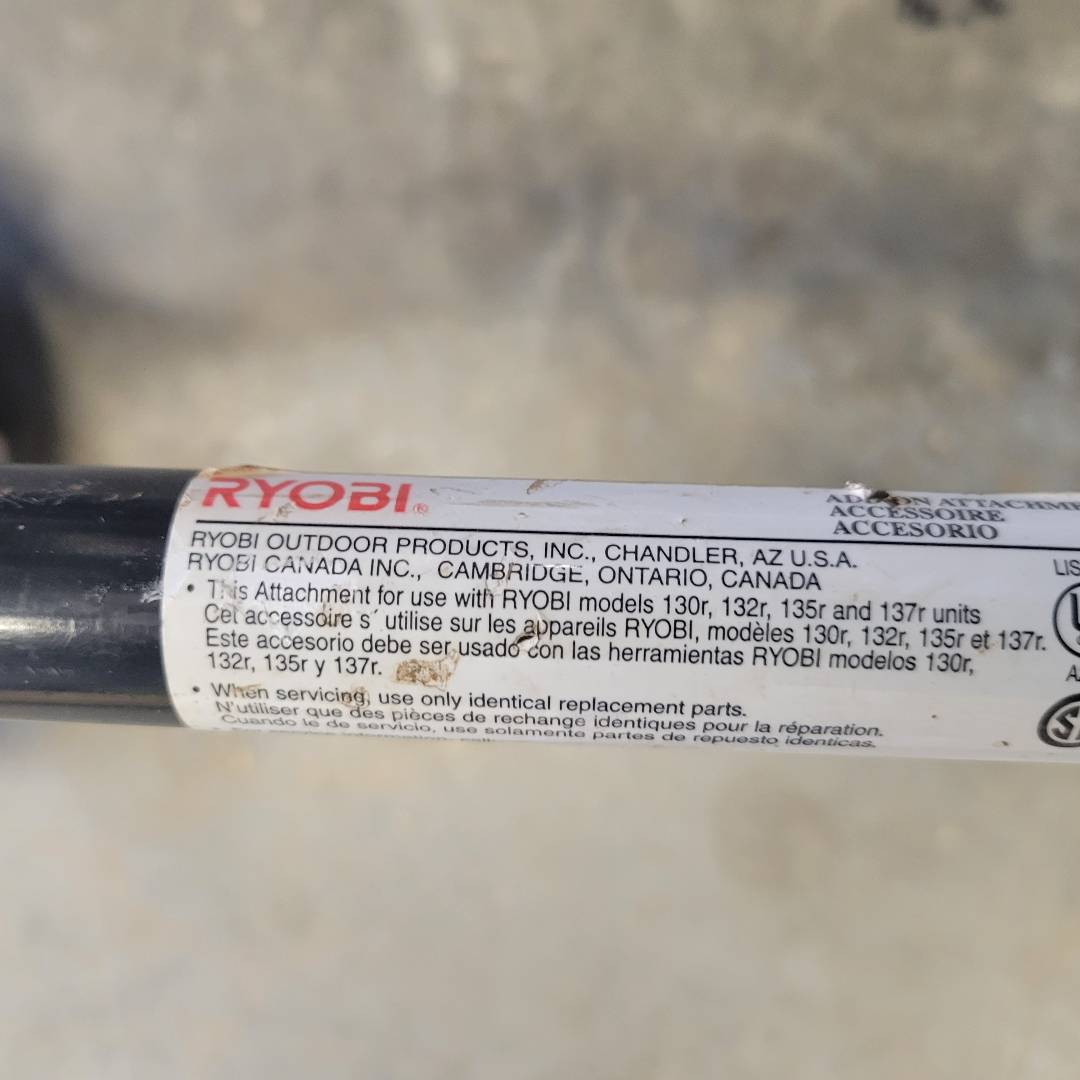 RYOBI®
ATTACHME
ACCESSOIRE
ACCESORIO
RYOBI OUTDOOR PRODUCTS, INC., CHANDLER, AZ U.S.A.
RYOBI CANADA INC., CAMBRIDGE, ONTARIO, CANADA
LIS
• This Attachment for use with RYOBI models 130r, 132r, 135r and 137r units
Cet accessoire s´utilise sur les appareils RYOBI, modèles 130r, 132r, 135r et 137r.
Este accesorio debe ser usado con las herramientas RYOBI modelos 130r,
132r, 135r y 137r.
• When servicing, use only identical replacement parts.
N'utiliser que des pièces de rechange identiques pour la réparation.
Cuando le de servicio, use solamente partes de repuesto identicas.